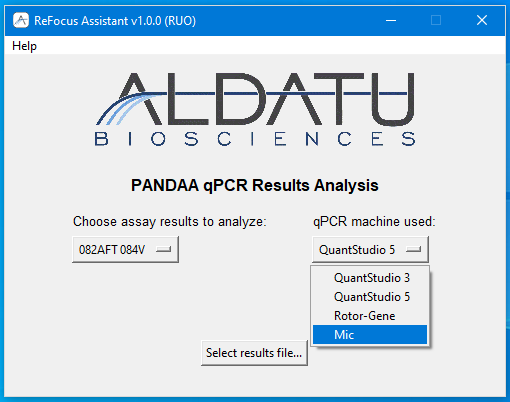 ReFocus Assistant v1.0.0 (RUO)
Help
ALDATU
BIOSCIENCES
PANDAA qPCR Results Analysis
Choose assay results to analyze: qPCR machine used:
082AFT 084V QuantStudio 5
QuantStudio 3
QuantStudio 5
Rotor-Gene
Mic
Select results file...